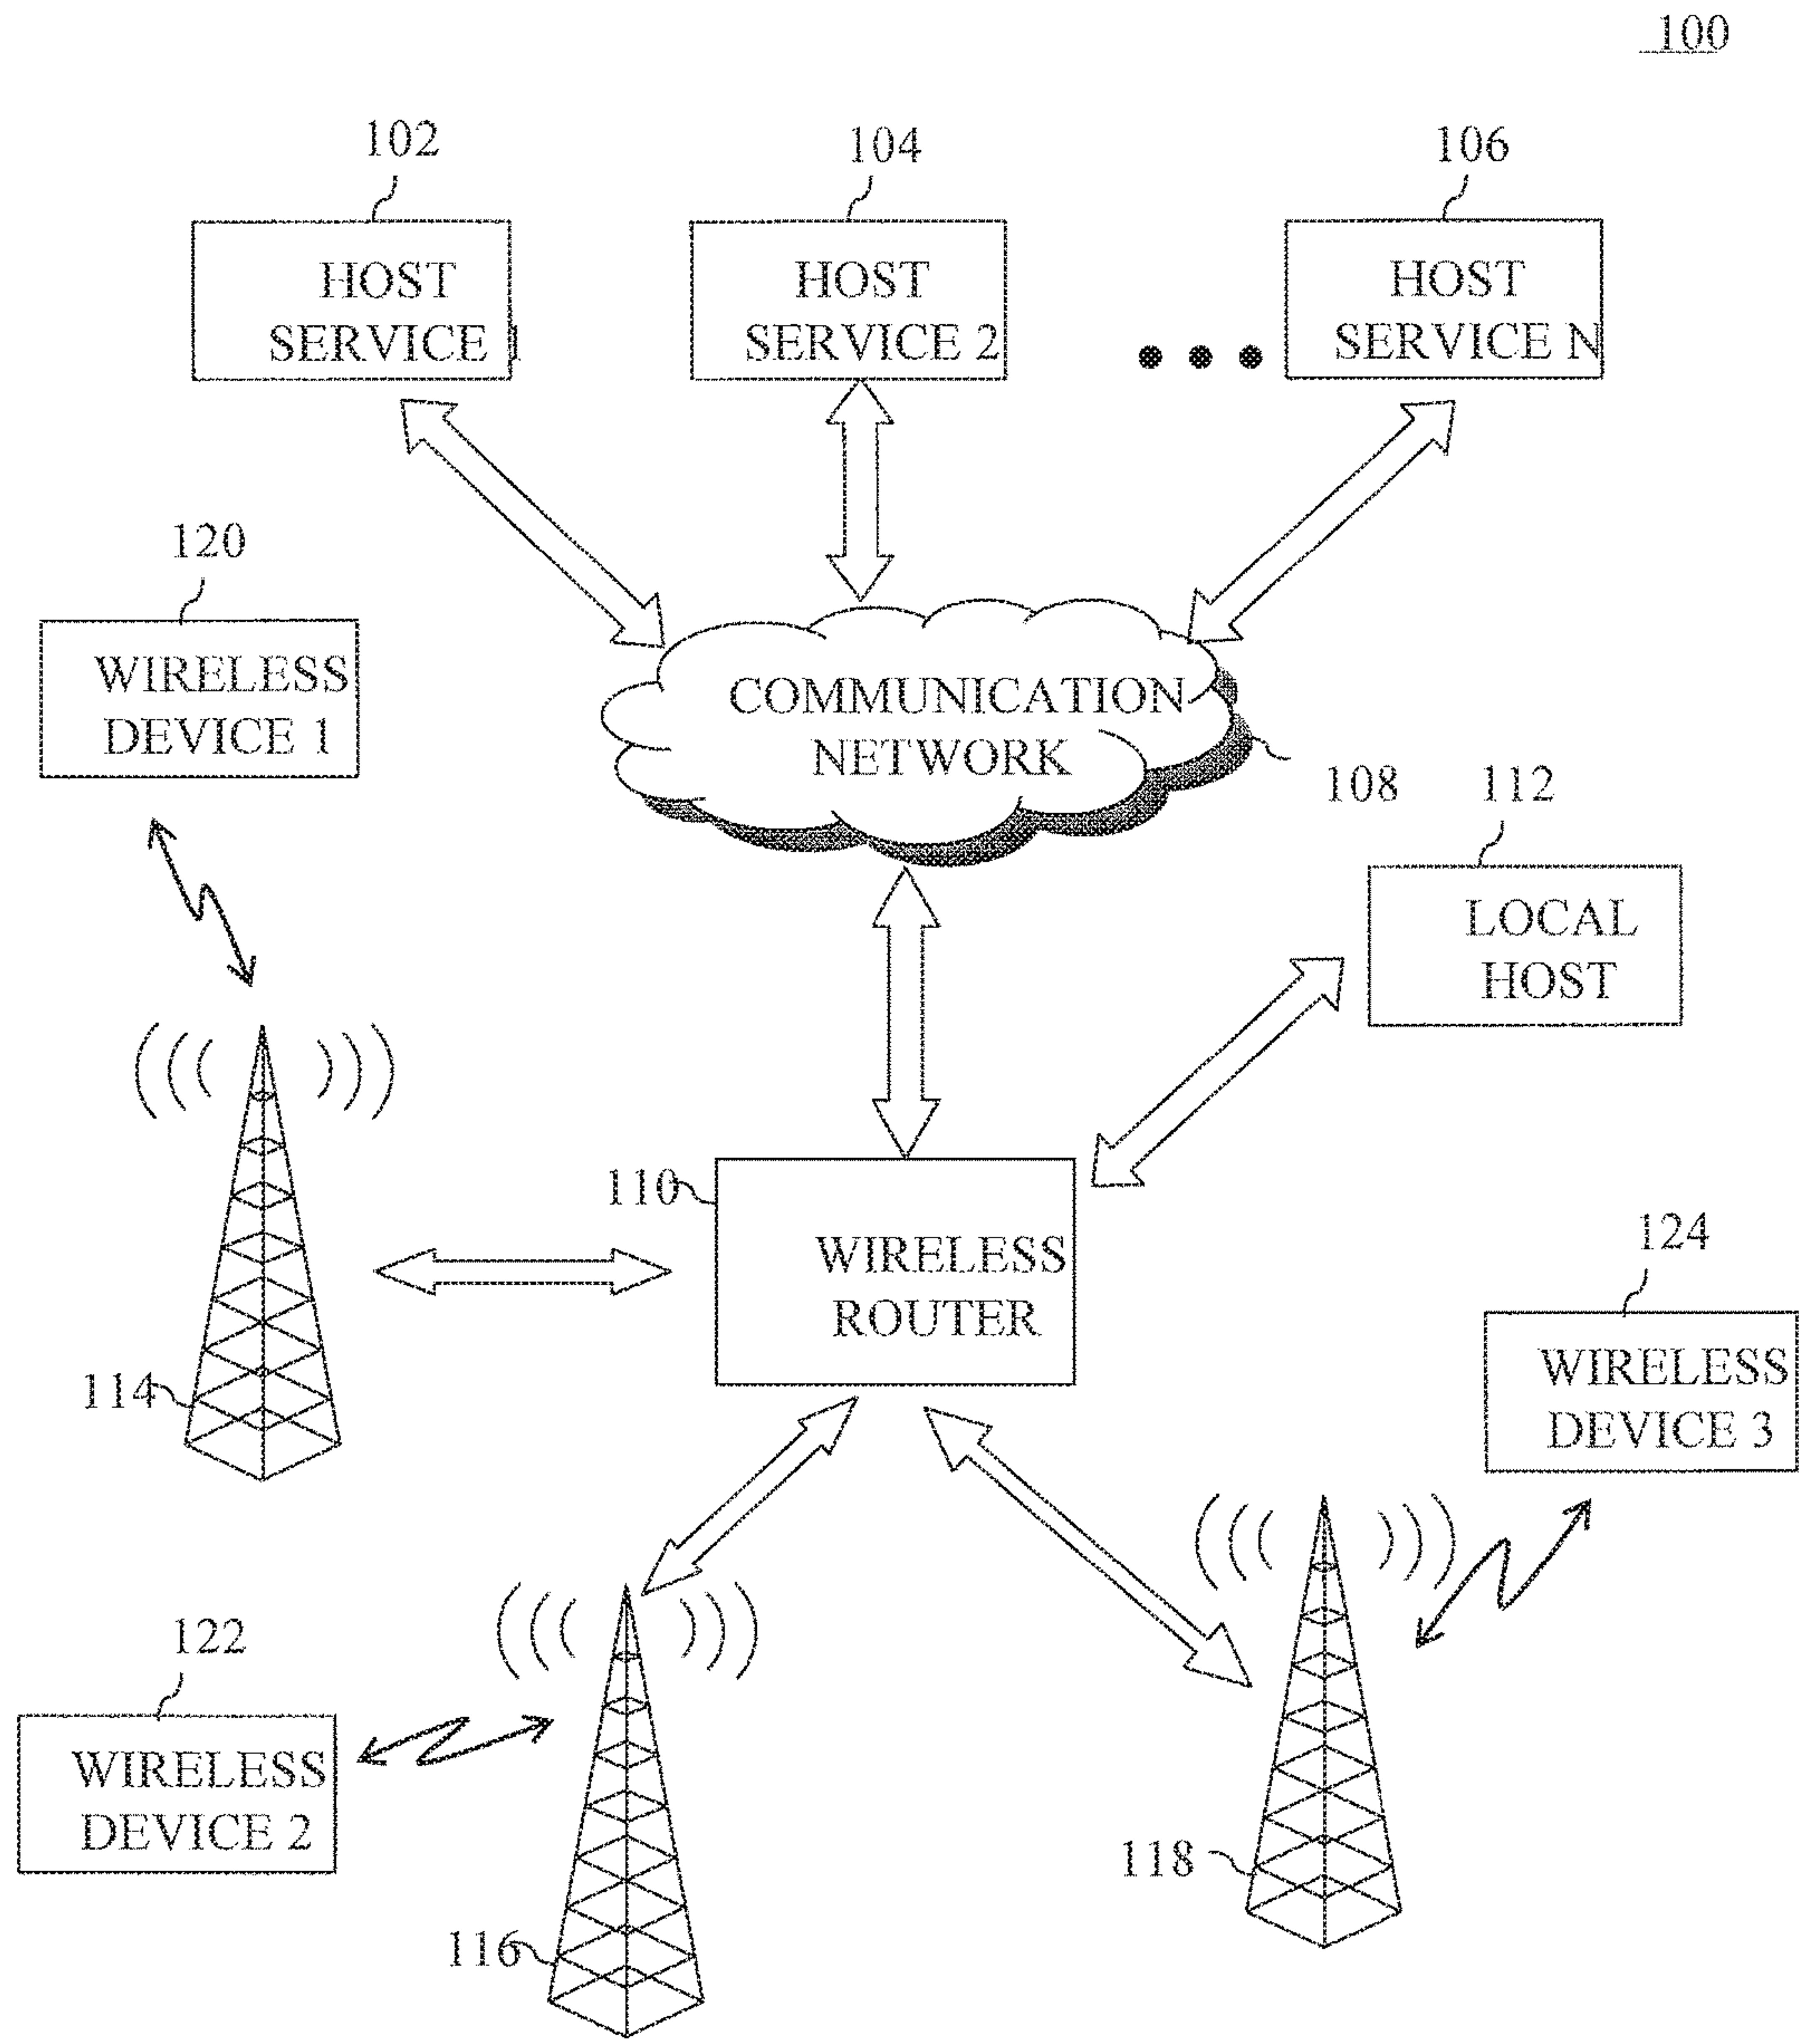 100
102
104
106
HOST
SERVICE 1
HOST
SERVICE 2
HOST
SERVICE N
120
WIRELESS
DEVICE 1
COMMUNICATION
NETWORK
108
112
LOCAL
HOST
110
WIRELESS
ROUTER
124
WIRELESS
DEVICE 3
114
122
WIRELESS
DEVICE 2
118
116